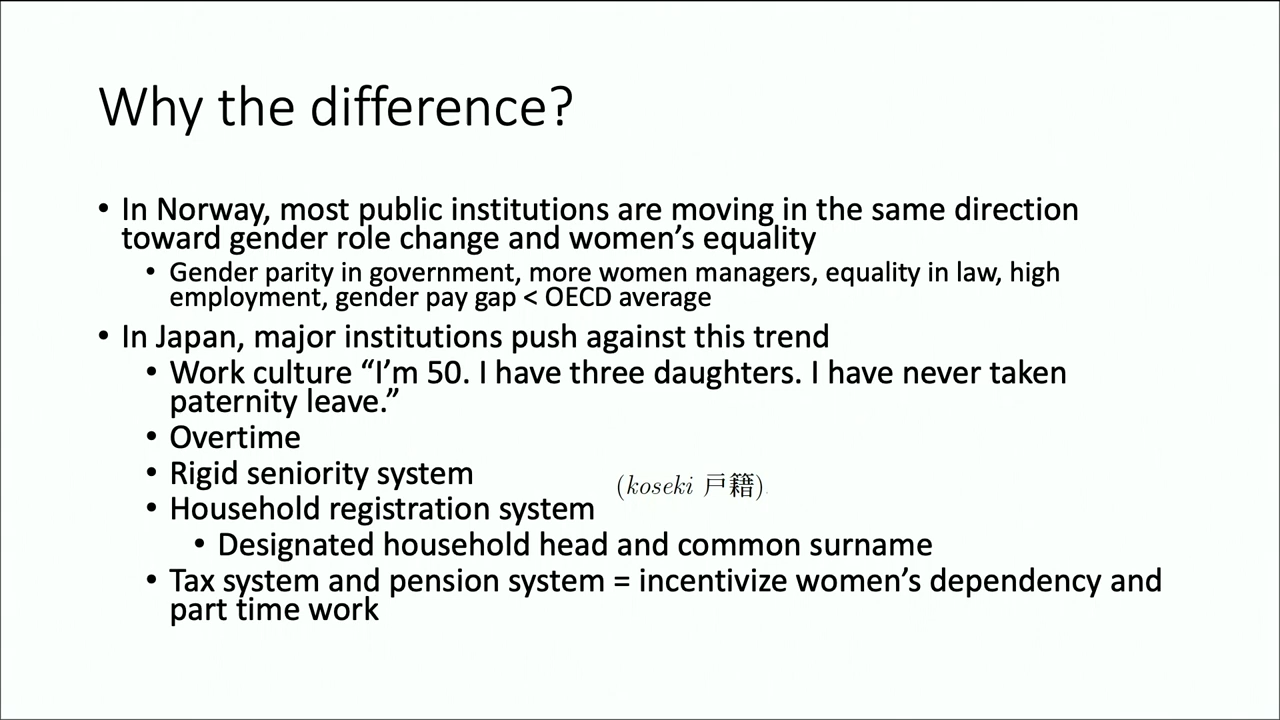 Why the difference?
• In Norway, most public institutions are moving in the same direction
toward gender role change and women’s equality
• Gender parity in government, more women managers, equality in law, high
employment, gender pay gap < OECD average
• In Japan, major institutions push against this trend
• Work culture “I’m 50. I have three daughters. I have never taken
paternity leave.”
• Overtime
• Rigid seniority system
(koseki 戸籍)
• Household registration system
• Designated household head and common surname
• Tax system and pension system = incentivize women’s dependency and
part time work